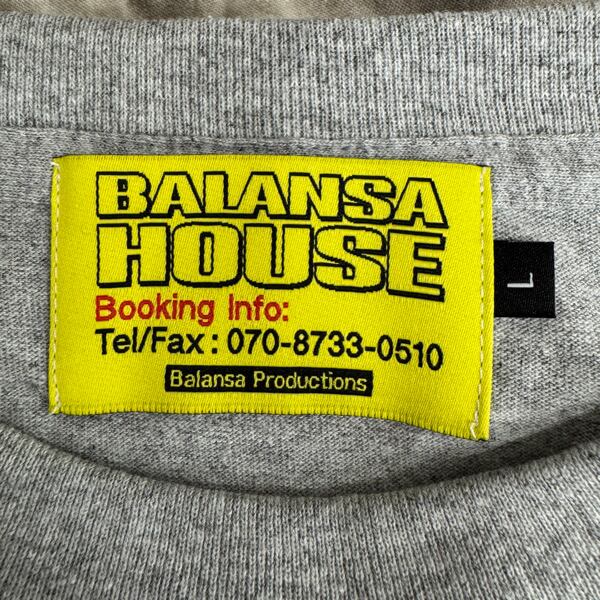 BALANSA
HOUSE
Booking Info:
Tel/Fax : 070-8733-0510
Balansa Productions
L